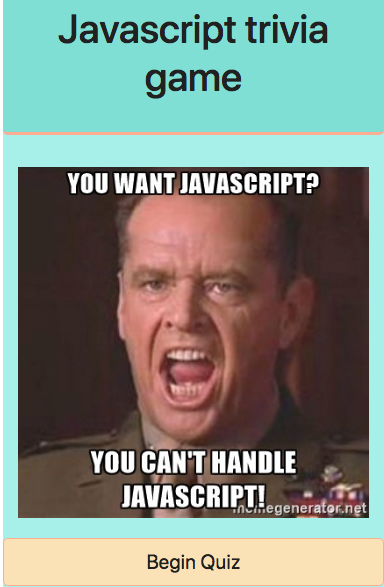 Javascript trivia
game
YOU WANT JAVASCRIPT?
YOU CAN'T HANDLE
JAVASCRIPT!
memegenerator.net
Begin Quiz